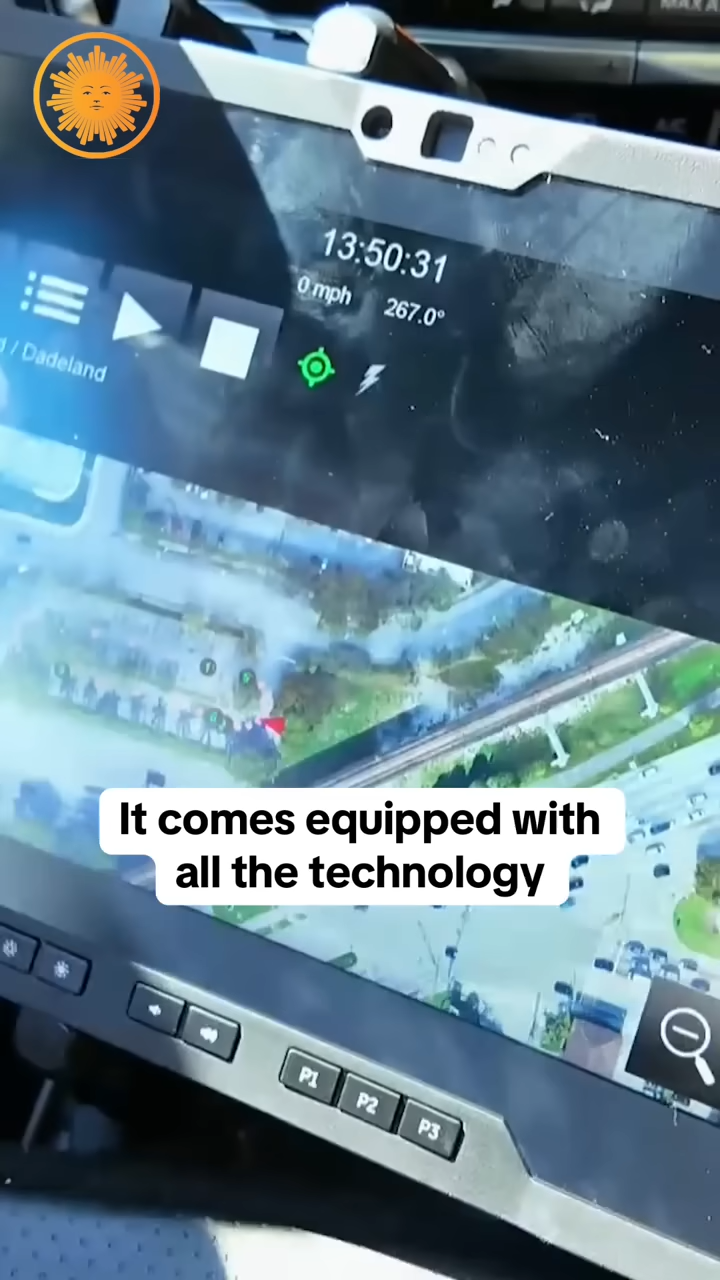 13:50:31
0 mph 267.0°
/ Dadeland
It comes equipped with
all the technology
P1 P2 P3